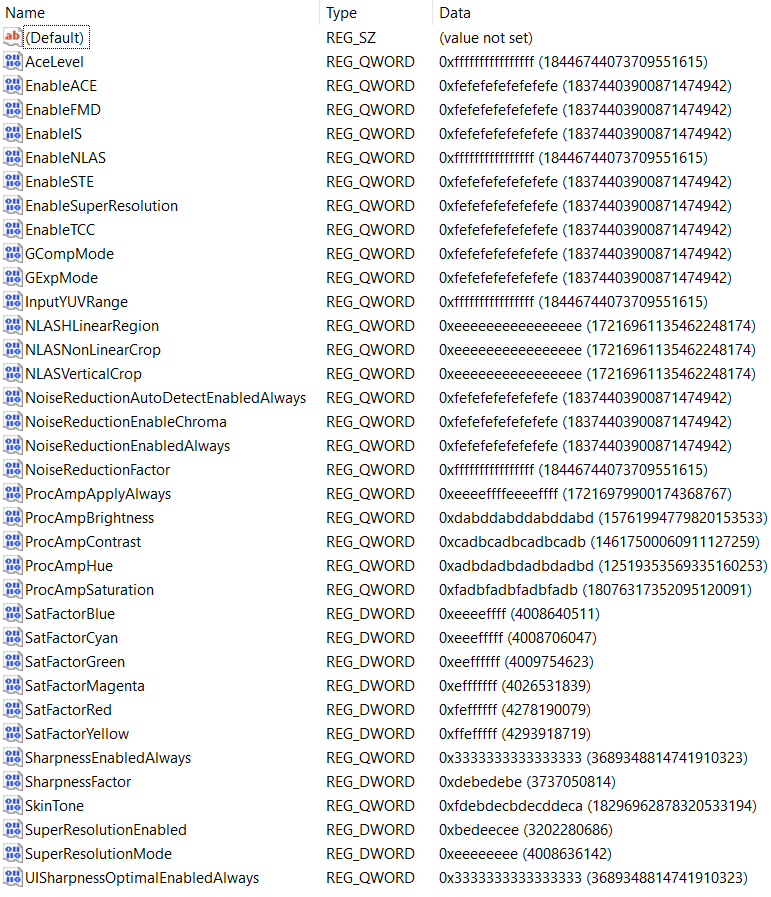 Name Type Data
ab (Default) REG_SZ (value not set)
AceLevel REG_QWORD 0xffffffffffffffff (18446744073709551615)
EnableACE REG_QWORD 0xfefefefefefefefe (18374403900871474942)
EnableFMD REG_QWORD 0xfefefefefefefefe (18374403900871474942)
EnableIS REG_QWORD 0xfefefefefefefefe (18374403900871474942)
EnableNLAS REG_QWORD 0xffffffffffffffff (18446744073709551615)
EnableSTE REG_QWORD 0xfefefefefefefefe (18374403900871474942)
EnableSuperResolution REG_QWORD 0xfefefefefefefefe (18374403900871474942)
EnableTCC REG_QWORD 0xfefefefefefefefe (18374403900871474942)
GCompMode REG_QWORD 0xfefefefefefefefe (18374403900871474942)
GExpMode REG_QWORD 0xfefefefefefefefe (18374403900871474942)
InputYUVRange REG_QWORD 0xffffffffffffffff (18446744073709551615)
NLASHLinearRegion REG_QWORD 0xeeeeeeeeeeeeeeee (17216961135462248174)
NLASNonLinearCrop REG_QWORD 0xeeeeeeeeeeeeeeee (17216961135462248174)
NLASVerticalCrop REG_QWORD 0xeeeeeeeeeeeeeeee (17216961135462248174)
NoiseReductionAutoDetectEnabledAlways REG_QWORD 0xfefefefefefefefe (18374403900871474942)
NoiseReductionEnableChroma REG_QWORD 0xfefefefefefefefe (18374403900871474942)
NoiseReductionEnabledAlways REG_QWORD 0xfefefefefefefefe (18374403900871474942)
NoiseReductionFactor REG_QWORD 0xffffffffffffffff (18446744073709551615)
ProcAmpApplyAlways REG_QWORD 0xeeeeffffeeeeffff (17216979900174368767)
ProcAmpBrightness REG_QWORD 0xdabddabddabddabd (15761994779820153533)
ProcAmpContrast REG_QWORD 0xcadbcadbcadbcadb (14617500060911127259)
ProcAmpHue REG_QWORD 0xadbdadbdadbdadbd (12519353569335160253)
ProcAmpSaturation REG_QWORD 0xfadbfadbfadbfadb (18076317352095120091)
SatFactorBlue REG_DWORD 0xeeeeffff (4008640511)
SatFactorCyan REG_DWORD 0xeeefffff (4008706047)
SatFactorGreen REG_DWORD 0xeeffffff (4009754623)
SatFactorMagenta REG_DWORD 0xefffffff (4026531839)
SatFactorRed REG_DWORD 0xfeffffff (4278190079)
SatFactorYellow REG_DWORD 0xffefffff (4293918719)
SharpnessEnabledAlways REG_QWORD 0x3333333333333333 (3689348814741910323)
SharpnessFactor REG_DWORD 0xdebedebe (3737050814)
SkinTone REG_QWORD 0xfdebdecbdecddeca (18296962878320533194)
SuperResolutionEnabled REG_DWORD 0xbedeecee (3202280686)
SuperResolutionMode REG_DWORD 0xeeeeeeee (4008636142)
UISharpnessOptimalEnabledAlways REG_QWORD 0x3333333333333333 (3689348814741910323)